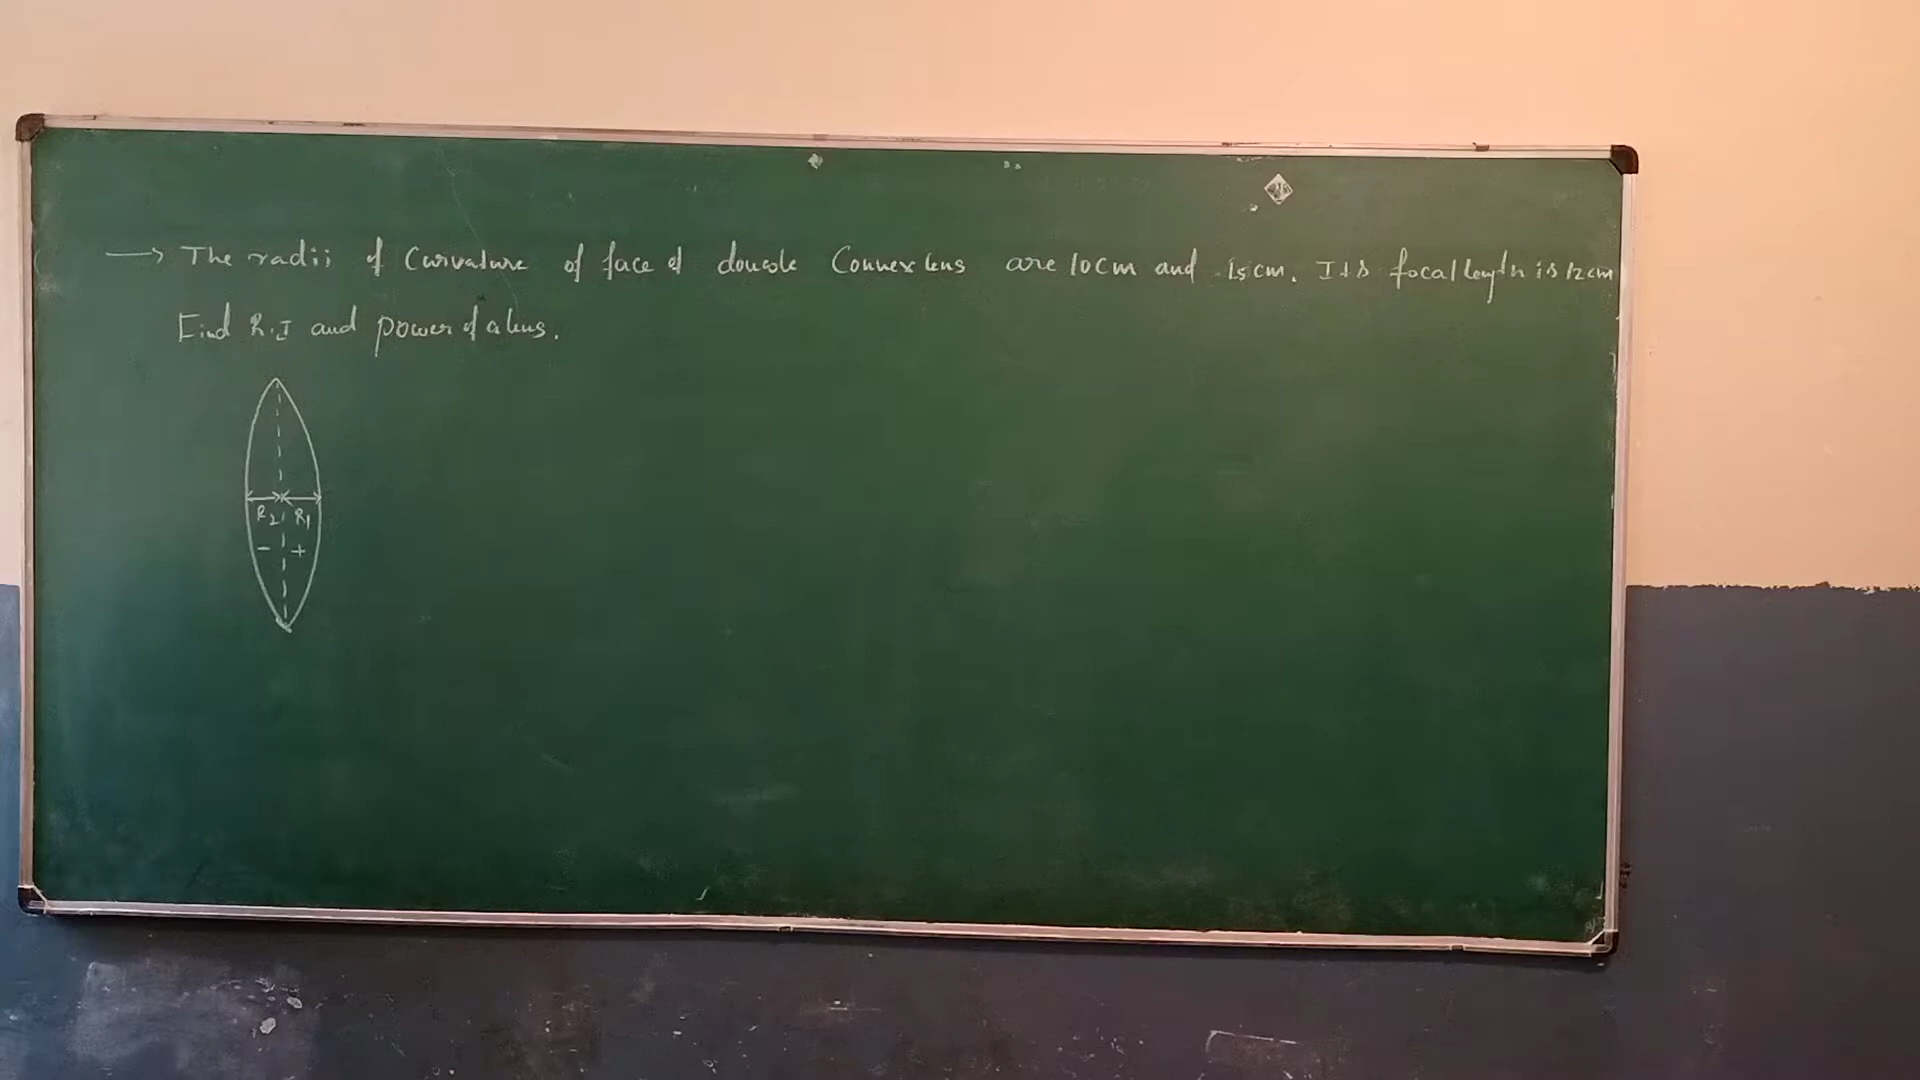 → The radii of Curvature of face of double Convex lens are 10cm and 15cm. Its focal length is 12cm
Find R.I and power of a lens.
R2 R1
- +